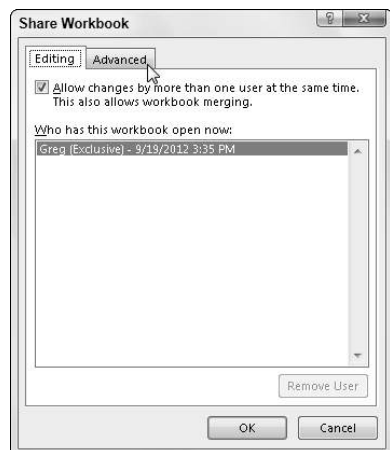 Share Workbook
Editing
Advanced
Allow changes by more than one user at the same time.
This also allows workbook merging.
Who has this workbook open now:
Greg (Exclusive) - 9/19/2012 3:35 PM
Remove User
OK
Cancel